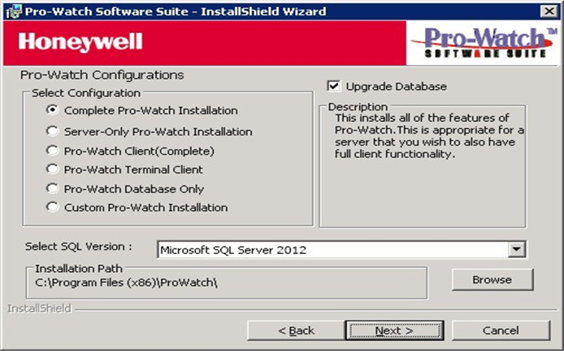 Pro-Watch Software Suite - InstallShield Wizard
Honeywell
Pro-Watch™
SOFTWARE SUITE
Pro-Watch Configurations
Select Configuration
Complete Pro-Watch Installation
Server-Only Pro-Watch Installation
Pro-Watch Client(Complete)
Pro-Watch Terminal Client
Pro-Watch Database Only
Custom Pro-Watch Installation
Upgrade Database
Description
This installs all of the features of
Pro-Watch.This is appropriate for a
server that you wish to also have
full client functionality.
Select SQL Version :
Microsoft SQL Server 2012
Installation Path
C:\Program Files (x86)\ProWatch\
Browse
InstallShield
< Back
Next >
Cancel